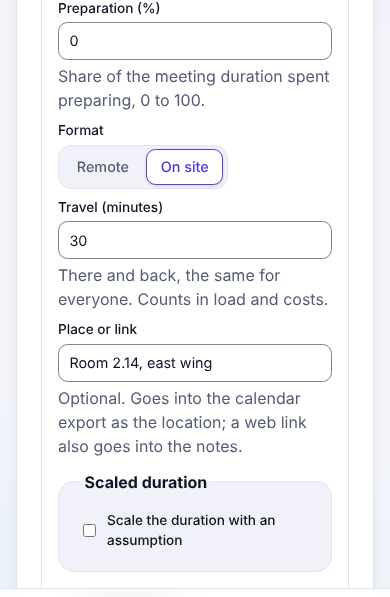 Preparation (%)
0
Share of the meeting duration spent
preparing, 0 to 100.
Format
Remote
On site
Travel (minutes)
30
There and back, the same for
everyone. Counts in load and costs.
Place or link
Room 2.14, east wing
Optional. Goes into the calendar
export as the location; a web link
also goes into the notes.
Scaled duration
Scale the duration with an
assumption